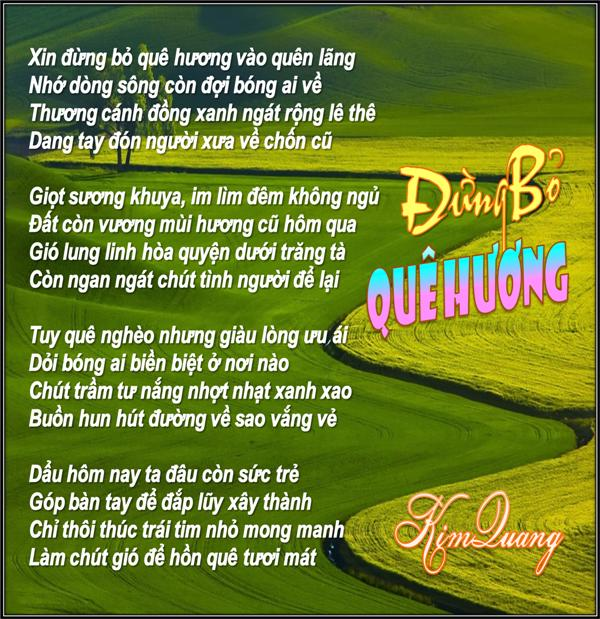 Xin đừng bỏ quê hương vào quên lãng
Nhớ dòng sông còn đợi bóng ai về
Thương cánh đồng xanh ngát rộng lê thê
Dang tay đón người xưa về chốn cũ
Giọt sương khuya, im lìm đêm không ngủ
Đất còn vương mùi hương cũ hôm qua
Gió lung linh hòa quyện dưới trăng tà
Còn ngan ngát chút tình người để lại
Tuy quê nghèo nhưng giàu lòng ưu ái
Dỏi bóng ai biền biệt ở nơi nào
Chút trầm tư nắng nhợt nhạt xanh xao
Buồn hun hút đường về sao vắng vẻ
Dẩu hôm nay ta đâu còn sức trẻ
Góp bàn tay để đắp lũy xây thành
Chỉ thôi thúc trái tim nhỏ mong manh
Làm chút gió để hồn quê tươi mát
Đừng Bỏ
QUÊ HƯƠNG
Kim Quang